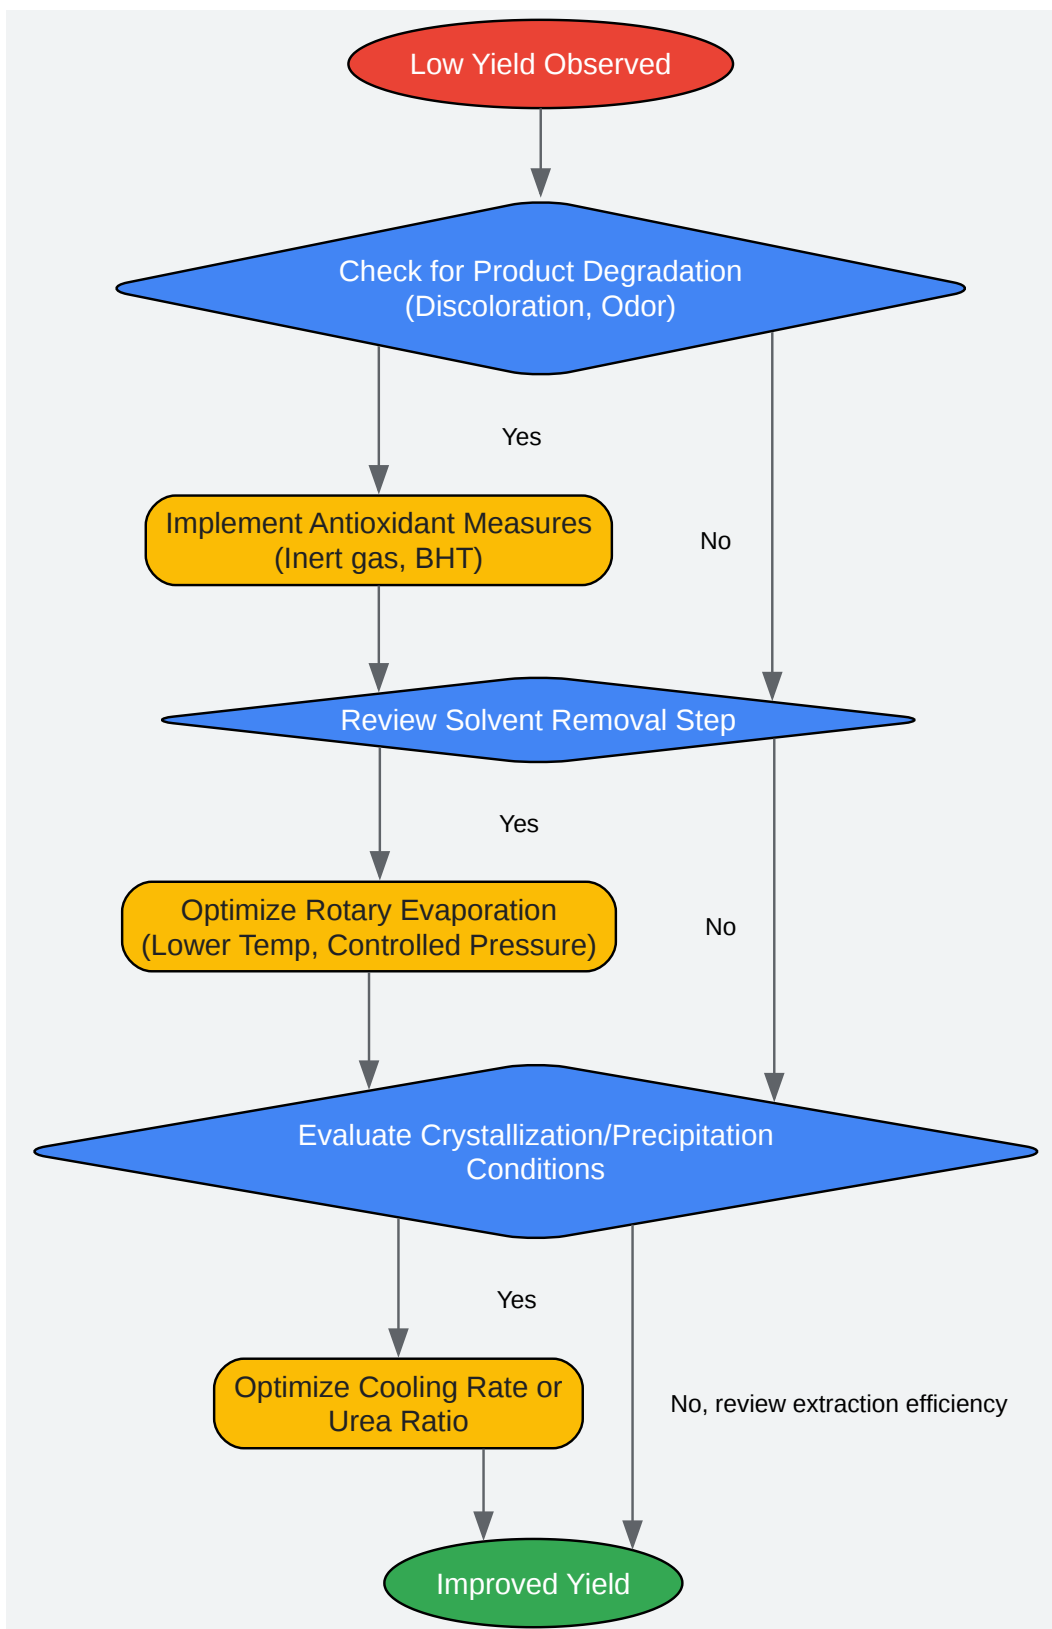 Low Yield Observed
Check for Product Degradation
(Discoloration, Odor)
Yes
Implement Antioxidant Measures
(Inert gas, BHT)
No
Review Solvent Removal Step
Yes
Optimize Rotary Evaporation
(Lower Temp, Controlled Pressure)
No
Evaluate Crystallization/Precipitation
Conditions
Yes
Optimize Cooling Rate or
Urea Ratio
No, review extraction efficiency
Improved Yield